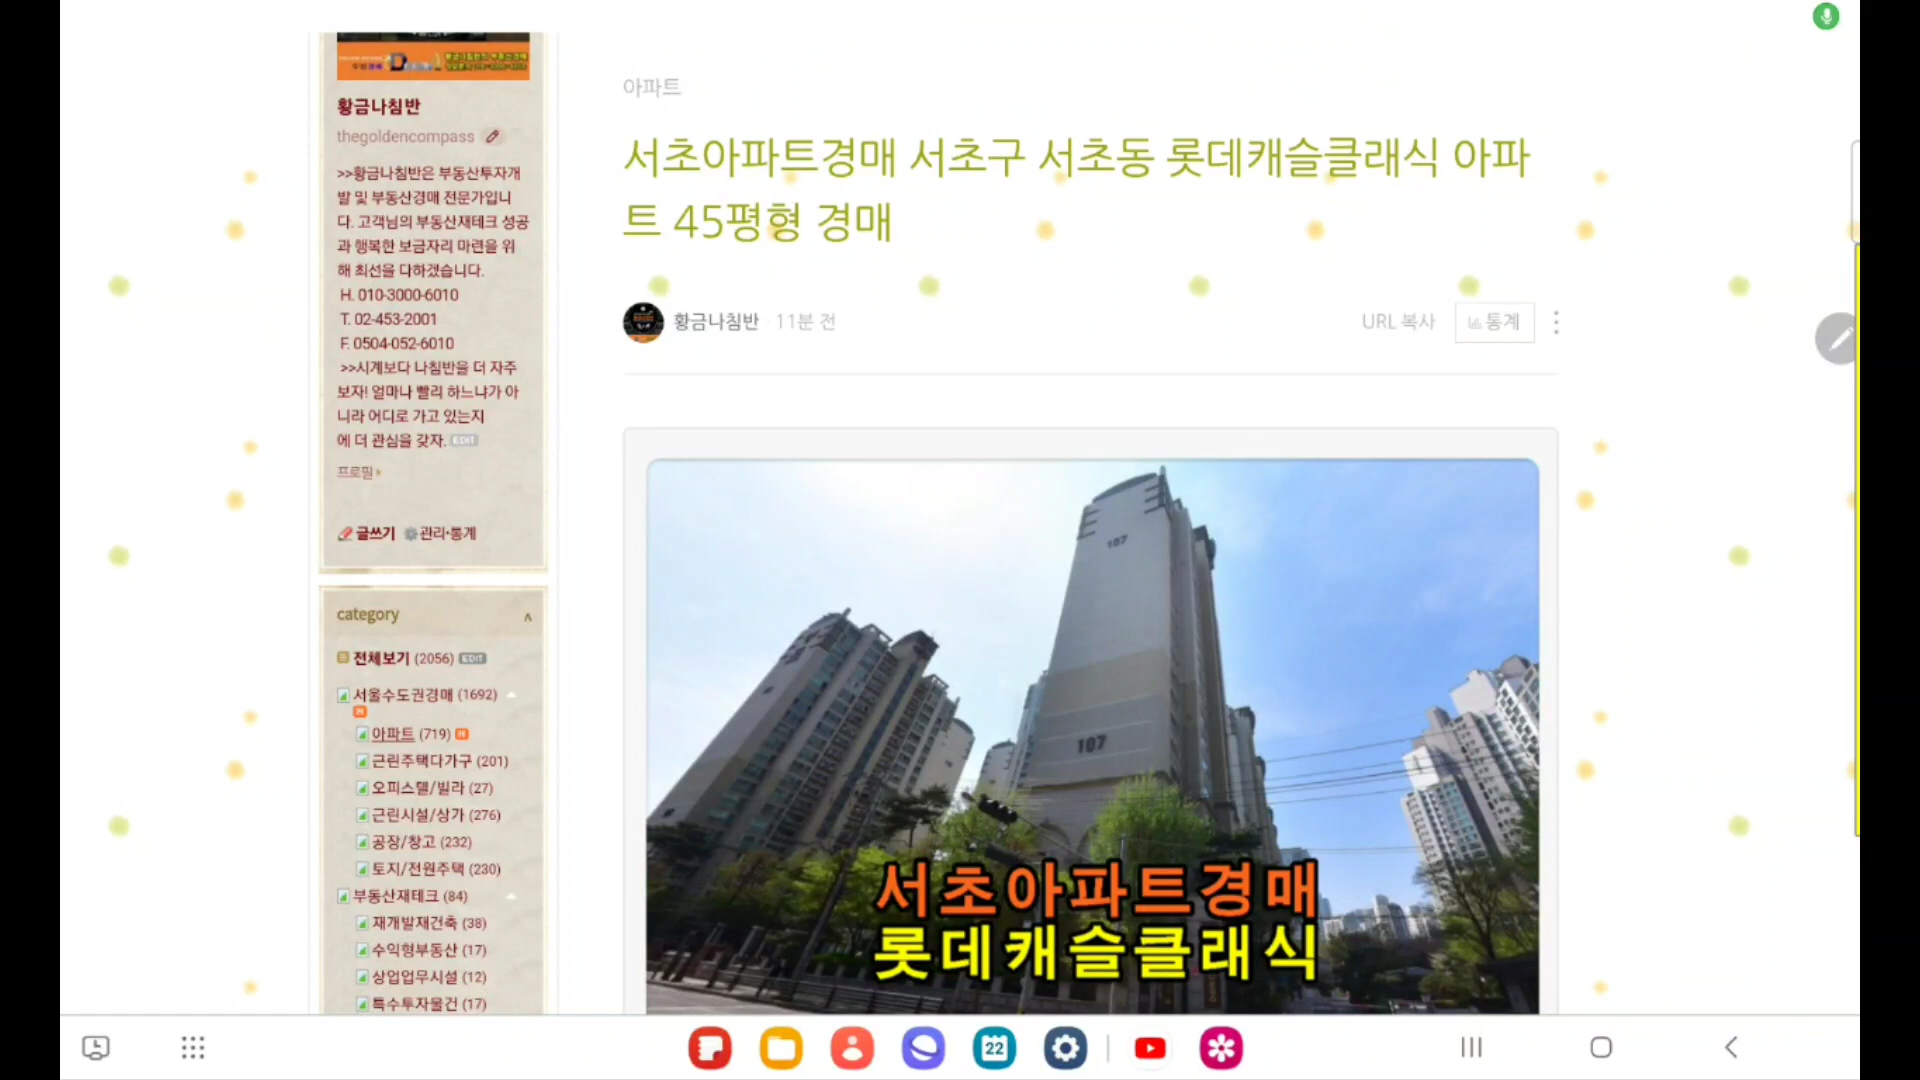 황금나침반
thegoldencompass
>>황금나침반은 부동산투자개
발 및 부동산경매 전문가입니
다. 고객님의 부동산재테크 성공
과 행복한 보금자리 마련을 위
해 최선을 다하겠습니다.
H. 010-3000-6010
T. 02-453-2001
F. 0504-052-6010
>>시계보다 나침반을 더 자주
보자! 얼마나 빨리 하느냐가 아
니라 어디로 가고 있는지
에 더 관심을 갖자. EDIT
프로필
글쓰기 관리·통계
category
전체보기 (2056) EDIT
서울수도권경매 (1692)
N
아파트 (719) N
근린주택다가구 (201)
오피스텔/빌라 (27)
근린시설/상가 (276)
공장/창고 (232)
토지/전원주택 (230)
부동산재테크 (84)
재개발재건축 (38)
수익형부동산 (17)
상업업무시설 (12)
특수투자물건 (17)
아파트
서초아파트경매 서초구 서초동 롯데캐슬클래식 아파
트 45평형 경매
황금나침반 · 11분 전
URL 복사 통계
107
107
서초아파트경매
롯데캐슬클래식
22